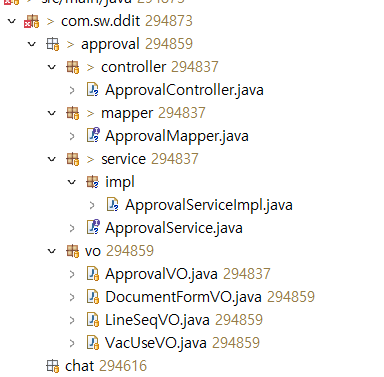 > src/main/java 294873
> com.sw.ddit 294873
approval 294859
> controller 294837
> ApprovalController.java
> mapper 294837
> ApprovalMapper.java
> service 294837
impl
> ApprovalServiceImpl.java
> ApprovalService.java
vo 294859
> ApprovalVO.java 294837
> DocumentFormVO.java 294859
> LineSeqVO.java 294859
> VacUseVO.java 294859
chat 294616